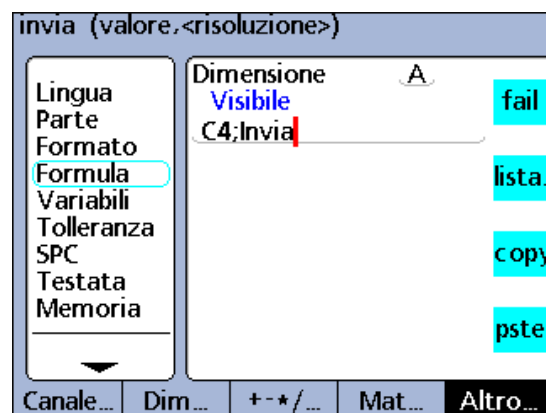 invia (valore,<risoluzione>)
Lingua
Parte
Formato
Formula
Variabili
Tolleranza
SPC
Testata
Memoria
Dimensione A
Visibile
C4;Invia
fail
lista.
copy
pste
Canale... Dim... +-*/... Mat... Altro...